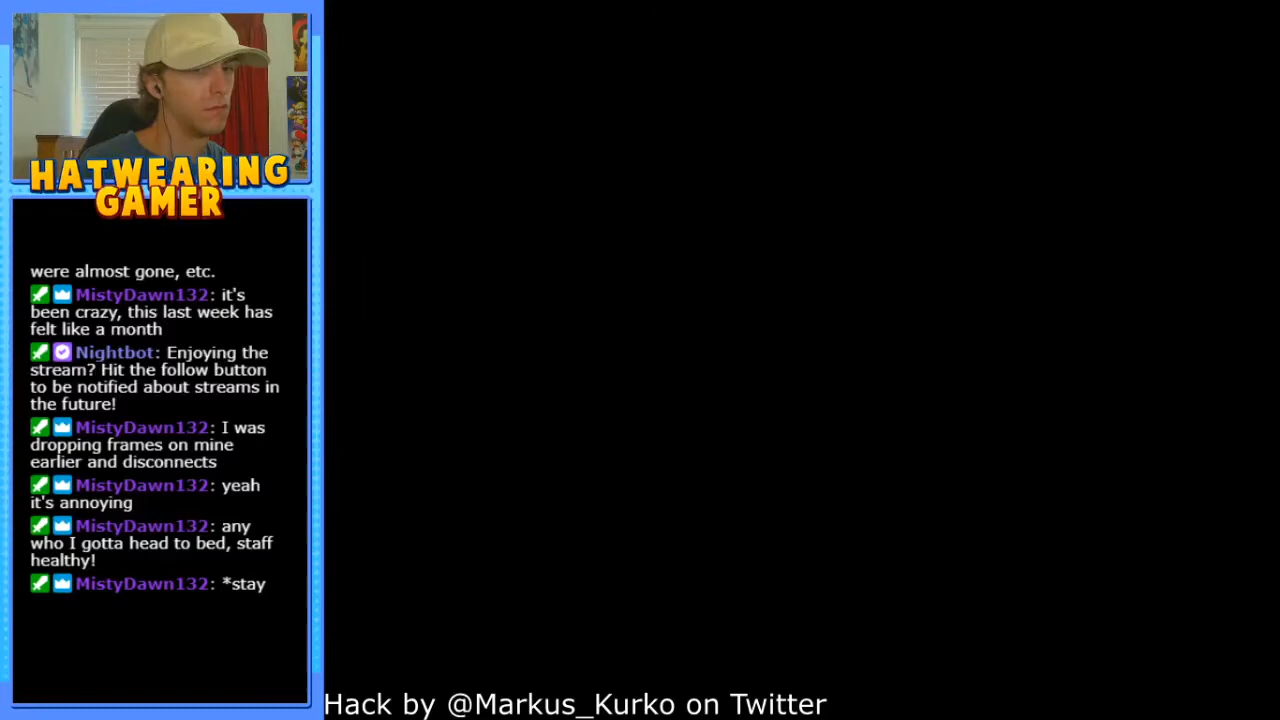 HATWEARING
GAMER
were almost gone, etc.
MistyDawn132: it's
been crazy, this last week has
felt like a month
Nightbot: Enjoying the
stream? Hit the follow button
to be notified about streams in
the future!
MistyDawn132: I was
dropping frames on mine
earlier and disconnects
MistyDawn132: yeah
it's annoying
MistyDawn132: any
who I gotta head to bed, staff
healthy!
MistyDawn132: *stay
Hack by @Markus_Kurko on Twitter